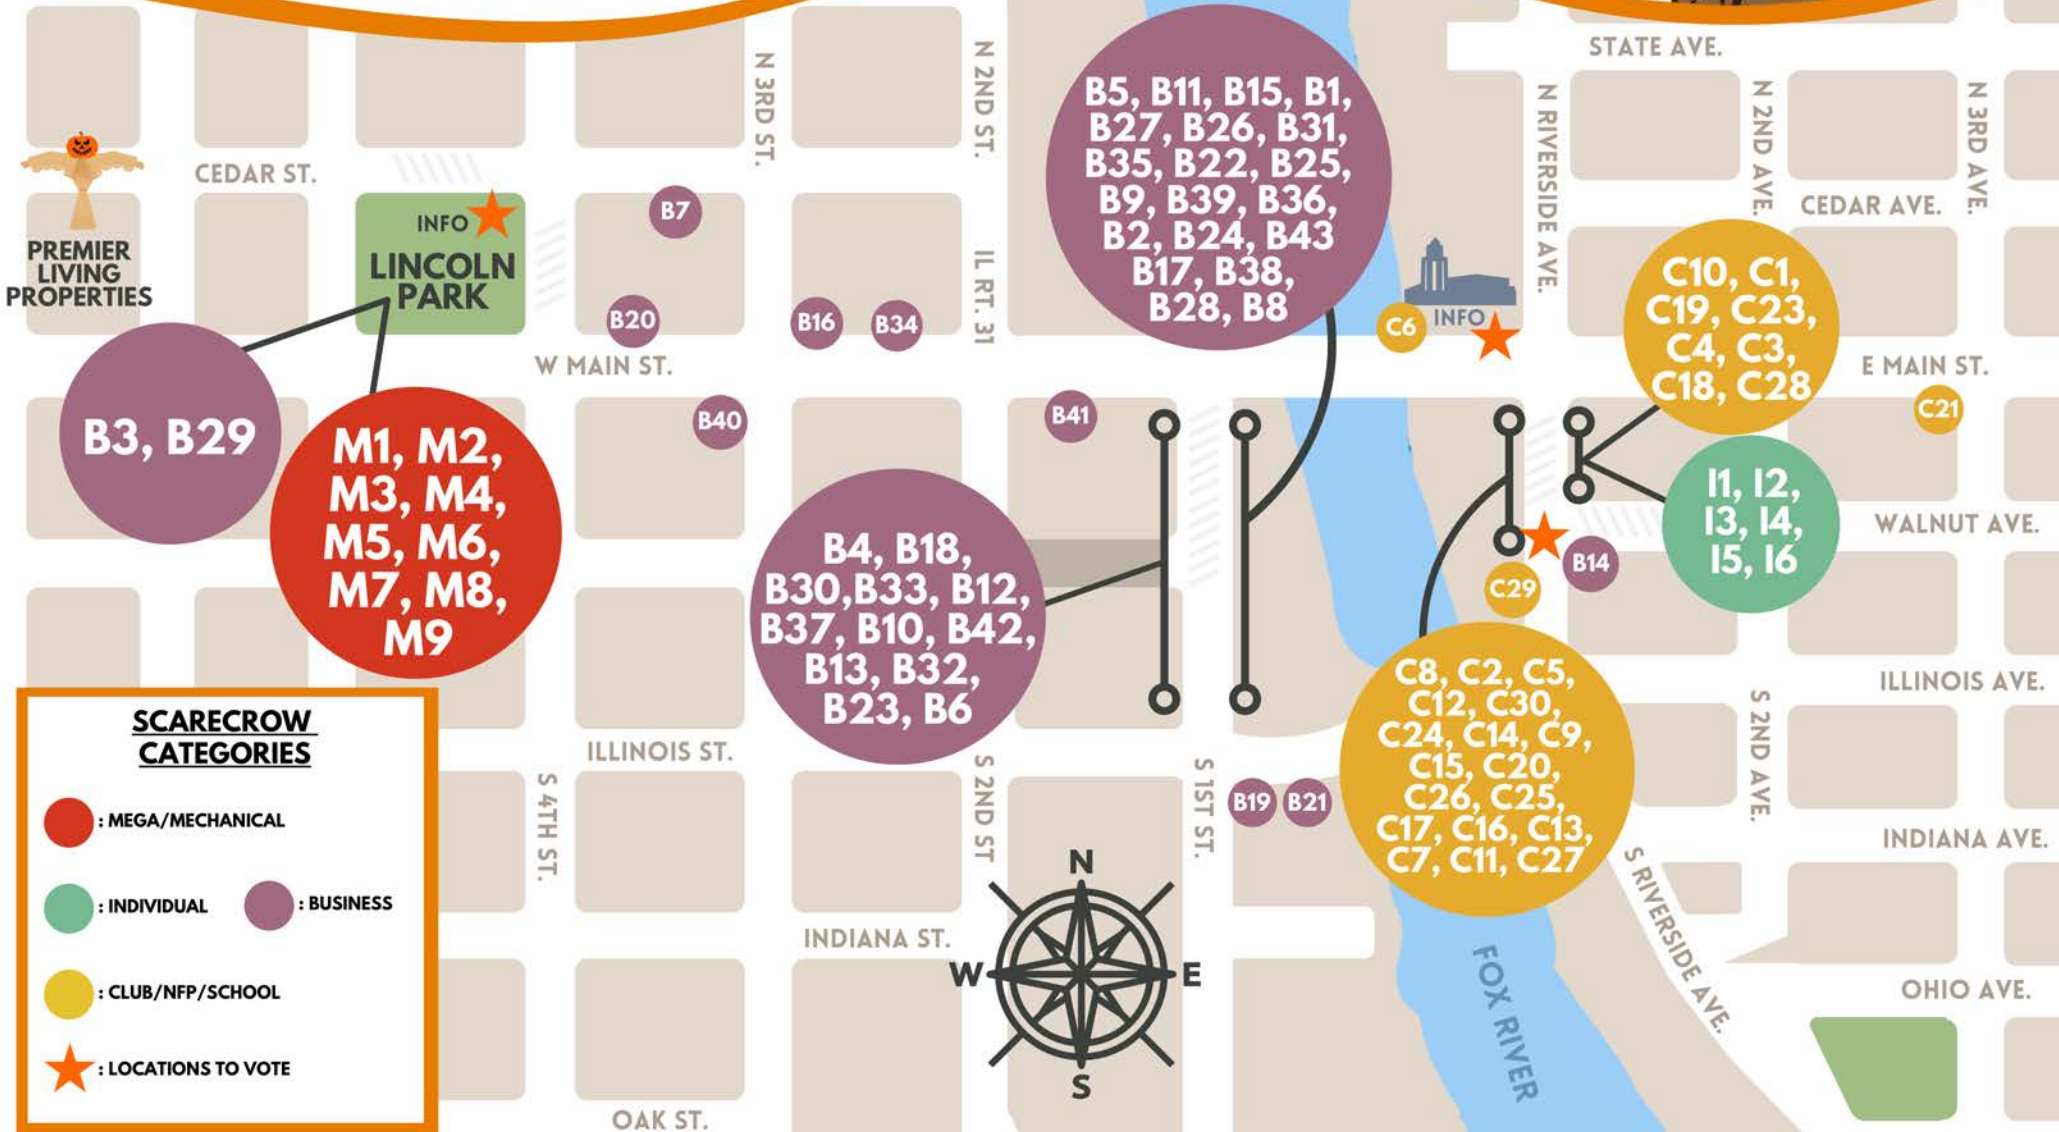 STATE AVE.
N 3RD ST.
N 2ND ST.
N RIVERSIDE AVE.
N 2ND AVE.
N 3RD AVE.
B5, B11, B15, B1,
B27, B26, B31,
B35, B22, B25,
B9, B39, B36,
B2, B24, B43
B17, B38,
B28, B8
CEDAR ST.
CEDAR AVE.
PREMIER
LIVING
PROPERTIES
INFO
LINCOLN
PARK
B7
B20
B16
B34
IL RT. 31
C6
INFO
C10, C1,
C19, C23,
C4, C3,
C18, C28
W MAIN ST.
E MAIN ST.
B3, B29
M1, M2,
M3, M4,
M5, M6,
M7, M8,
M9
B40
B41
C21
I1, I2,
I3, I4,
I5, I6
WALNUT AVE.
B4, B18,
B30,B33, B12,
B37, B10, B42,
B13, B32,
B23, B6
B14
C29
C8, C2, C5,
C12, C30,
C24, C14, C9,
C15, C20,
C26, C25,
C17, C16, C13,
C7, C11, C27
ILLINOIS AVE.
ILLINOIS ST.
S 4TH ST.
S 2ND ST
S 1ST ST.
B19
B21
S 2ND AVE.
INDIANA AVE.
S RIVERSIDE AVE.
INDIANA ST.
N
W
E
S
FOX RIVER
OHIO AVE.
OAK ST.
SCARECROW
CATEGORIES
: MEGA/MECHANICAL
: INDIVIDUAL
: BUSINESS
: CLUB/NFP/SCHOOL
: LOCATIONS TO VOTE